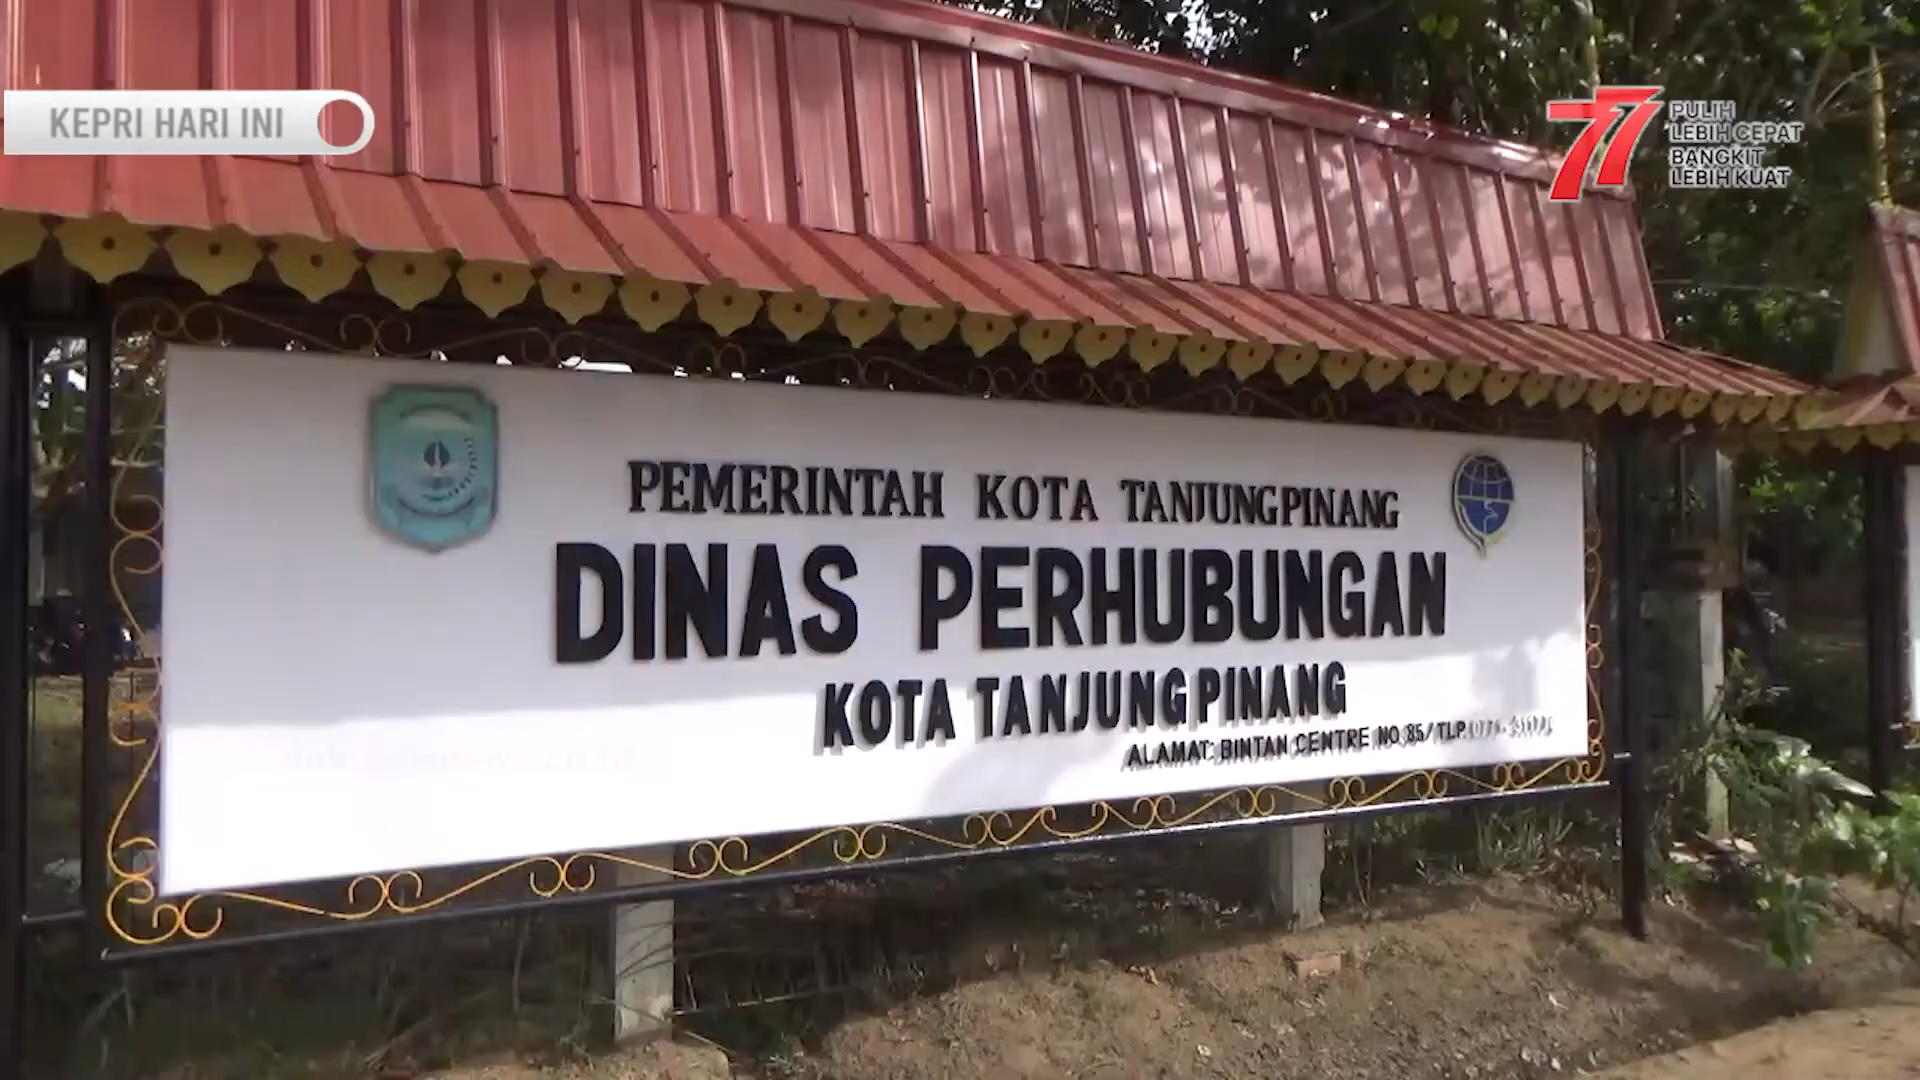 KEPRI HARI INI
77 PULIH
LEBIH CEPAT
BANGKIT
LEBIH KUAT
PEMERINTAH KOTA TANJUNGPINANG
DINAS PERHUBUNGAN
KOTA TANJUNGPINANG
ALAMAT: BINTAN CENTRE NO 85/TLP.